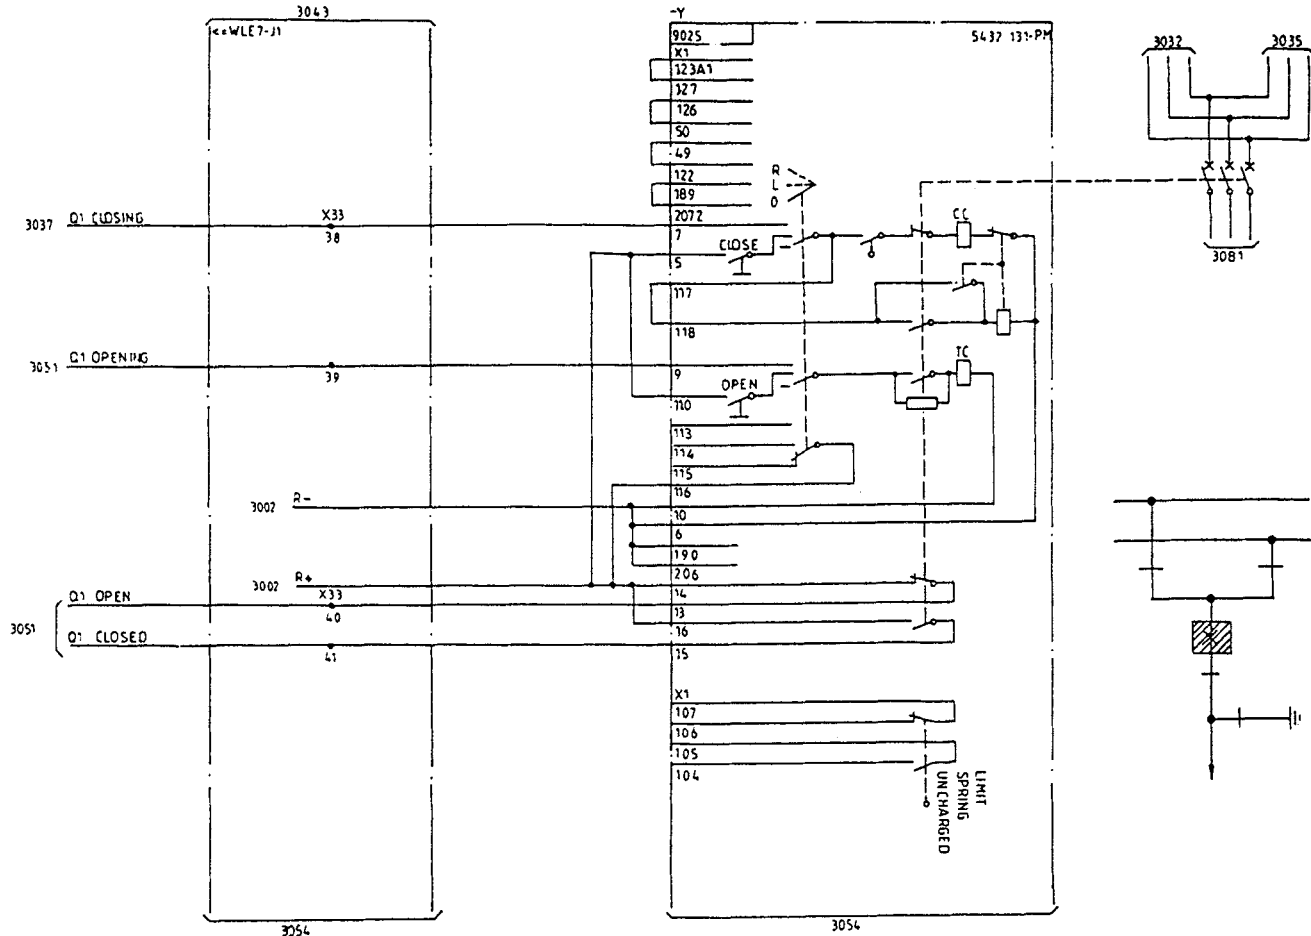 3043
-Y
<=WLE7-J1
9025
5437 131-PM
3032
3035
X1
123A1
127
126
50
49
122
189
R
L
O
2072
3037
Q1 CLOSING
X33
38
7
CLOSE
CC
5
3081
117
118
3051
Q1 OPENING
39
9
TC
OPEN
110
113
114
115
116
3002
R-
10
6
190
206
3002
R+
X33
14
Q1 OPEN
40
13
3051
16
Q1 CLOSED
41
15
X1
107
106
105
104
LIMIT
SPRING
UNCHARGED
3054
3054